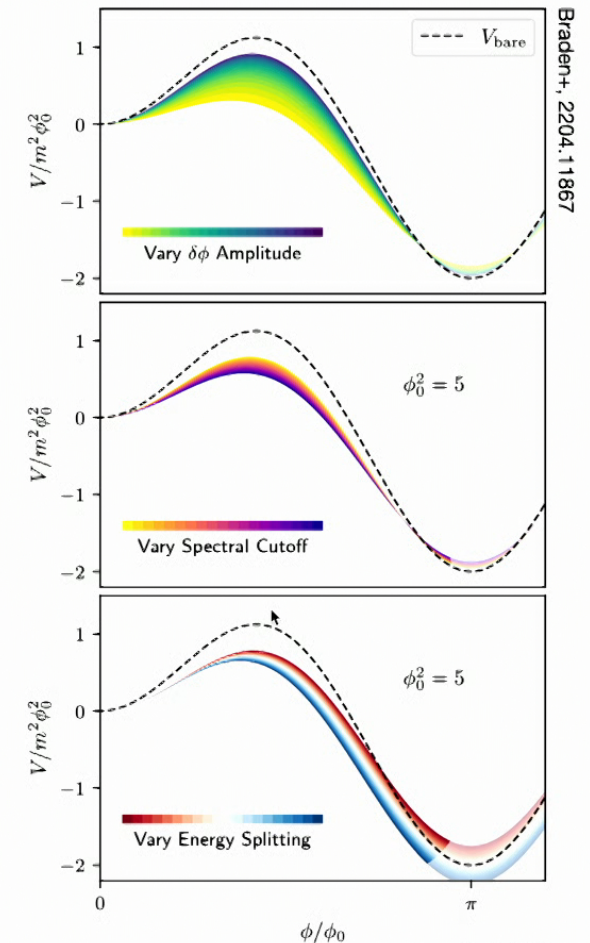 Braden+, 2204.11867
V_bare
V/m²φ₀²
1
0
−1
−2
Vary δφ Amplitude
V/m²φ₀²
1
0
−1
−2
φ₀² = 5
Vary Spectral Cutoff
V/m²φ₀²
1
0
−1
−2
φ₀² = 5
Vary Energy Splitting
0
π
φ/φ₀